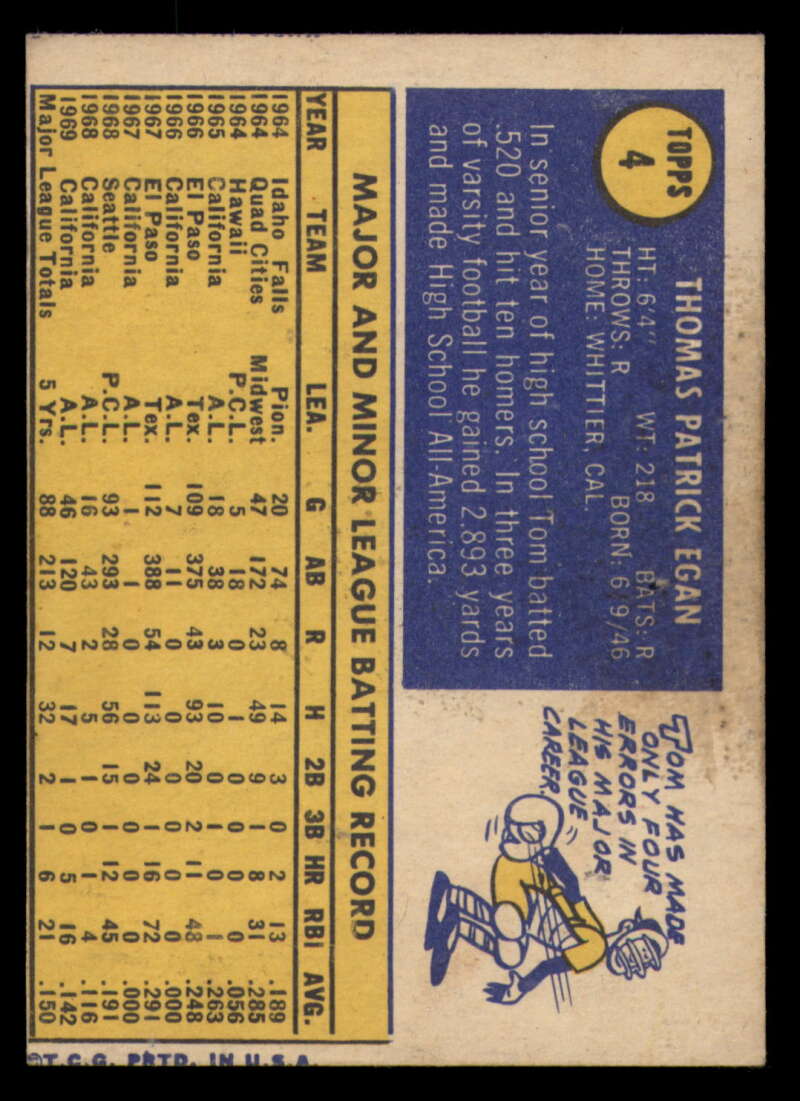 TOPPS
4
THOMAS PATRICK EGAN
HT: 6'4" WT: 218 BATS: R
THROWS: R BORN: 6/9/46
HOME: WHITTIER, CAL.
In senior year of high school Tom batted
.520 and hit ten homers. In three years
of varsity football he gained 2,893 yards
and made High School All-America.
TOM HAS MADE
ONLY FOUR
ERRORS IN
HIS MAJOR
LEAGUE
CAREER.
MAJOR AND MINOR LEAGUE BATTING RECORD
YEAR TEAM LEA. G AB R H 2B 3B HR RBI AVG.
1964 Idaho Falls Pion. 20 74 8 14 3 0 2 13 .189
1964 Quad Cities Midwest 47 172 23 49 9 1 8 31 .285
1964 Hawaii P.C.L. 5 18 0 1 0 0 0 0 .056
1965 California A.L. 18 38 3 10 0 1 0 1 .263
1966 El Paso Tex. 109 375 43 93 20 2 11 48 .248
1966 California A.L. 7 11 0 0 0 0 0 0 .000
1967 El Paso Tex. 112 388 54 113 24 1 16 72 .291
1967 California A.L. 1 1 0 0 0 0 0 0 .000
1968 Seattle P.C.L. 93 293 28 56 15 1 12 45 .191
1968 California A.L. 16 43 2 5 1 0 1 4 .116
1969 California A.L. 46 120 7 17 1 0 5 16 .142
Major League Totals 5 Yrs. 88 213 12 32 2 1 6 21 .150
©T.C.G. PRTD. IN U.S.A.